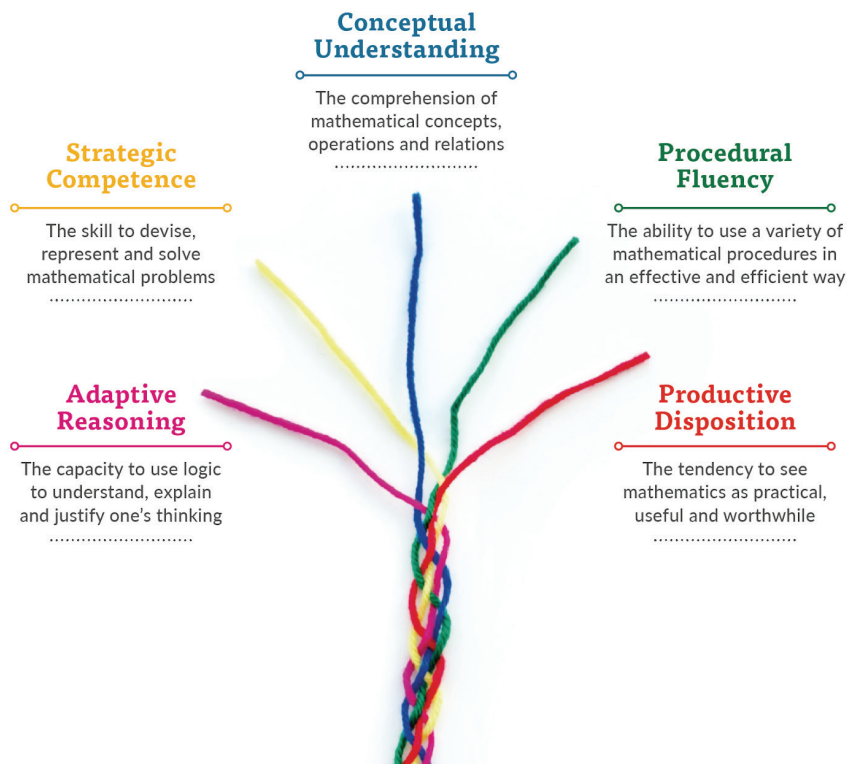 Conceptual
Understanding
The comprehension of
mathematical concepts,
operations and relations
Strategic
Competence
The skill to devise,
represent and solve
mathematical problems
Procedural
Fluency
The ability to use a variety of
mathematical procedures in
an effective and efficient way
Adaptive
Reasoning
The capacity to use logic
to understand, explain
and justify one’s thinking
Productive
Disposition
The tendency to see
mathematics as practical,
useful and worthwhile